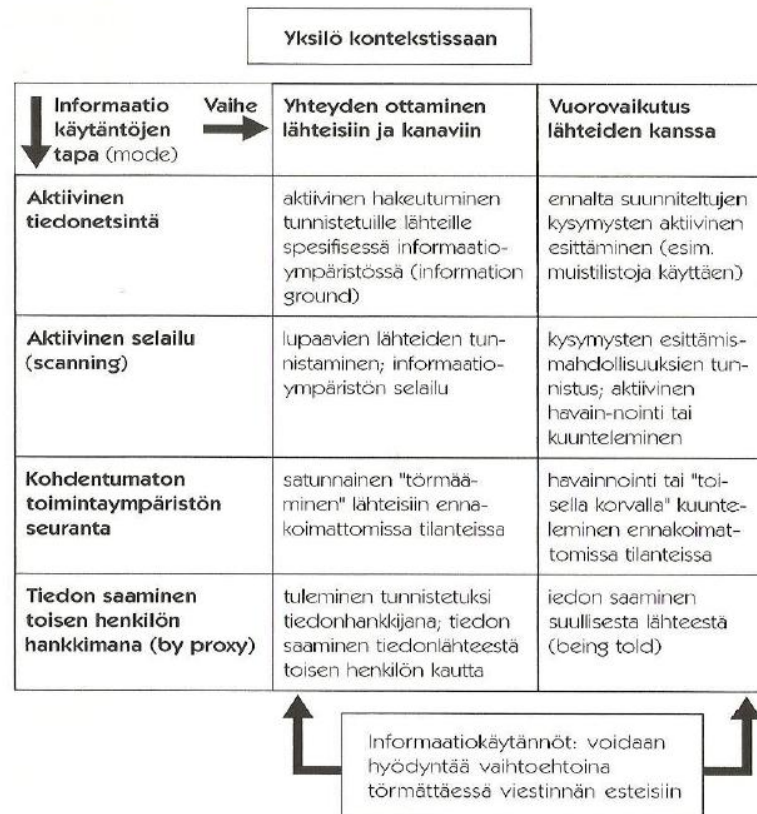 Yksilö kontekstissaan
Informaatio Vaihe
käytäntöjen
tapa (mode)
Yhteyden ottaminen
lähteisiin ja kanaviin
Vuorovaikutus
lähteiden kanssa
Aktiivinen
tiedonetsintä
aktiivinen hakeutuminen
tunnistetuille lähteille
spesifisessä informaatio-
ympäristössä (information
ground)
ennalta suunniteltujen
kysymysten aktiivinen
esittäminen (esim.
muistilistoja käyttäen)
Aktiivinen selailu
(scanning)
lupaavien lähteiden tun-
nistaminen; informaatio-
ympäristön selailu
kysymysten esittämis-
mahdollisuuksien tun-
nistus; aktiivinen
havain-nointi tai
kuunteleminen
Kohdentumaton
toimintaympäristön
seuranta
satunnainen "törmää-
minen" lähteisiin enna-
koimattomissa tilanteissa
havainnointi tai "toi-
sella korvalla" kuunte-
leminen ennakoimat-
tomissa tilanteissa
Tiedon saaminen
toisen henkilön
hankkimana (by proxy)
tuleminen tunnistetuksi
tiedonhankkijana; tiedon
saaminen tiedonlähteestä
toisen henkilön kautta
iedon saaminen
suullisesta lähteestä
(being told)
Informaatiokäytännöt: voidaan
hyödyntää vaihtoehtoina
törmättäessä viestinnän esteisiin